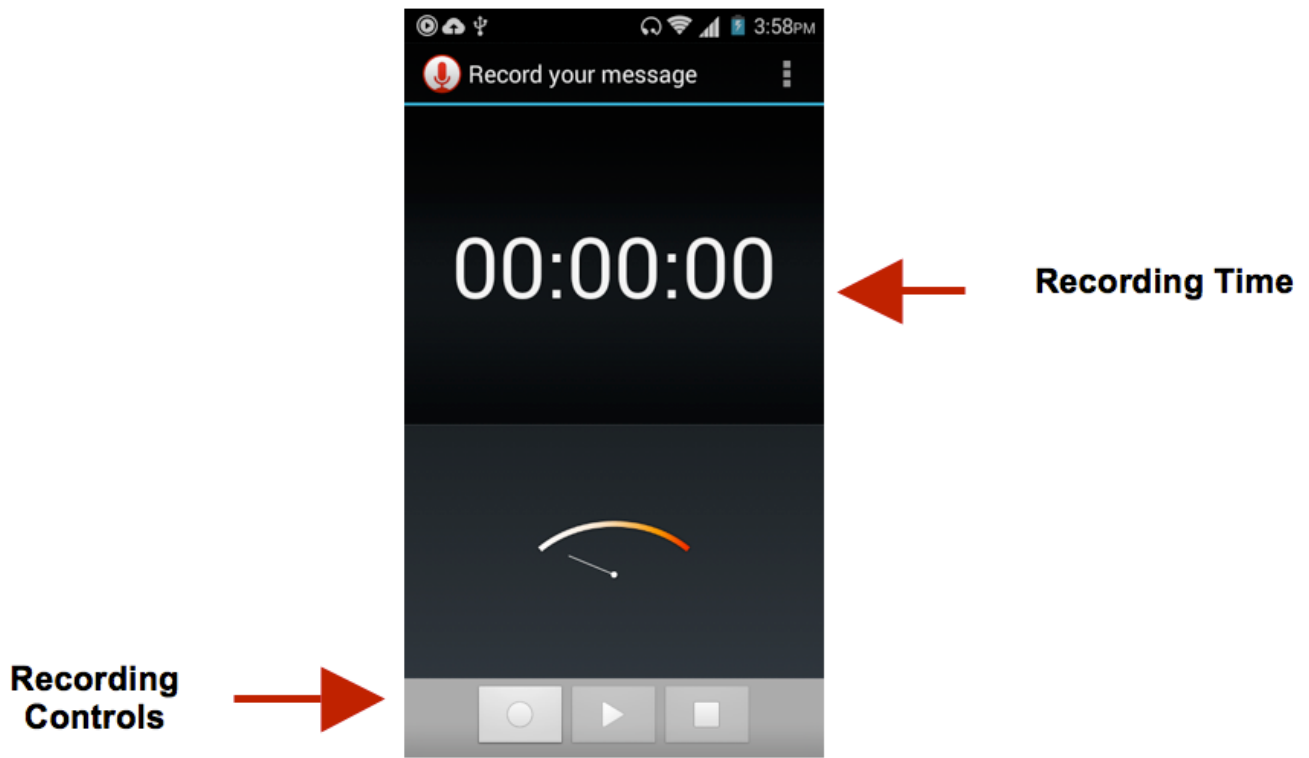 3:58PM
Record your message
00:00:00
Recording Time
Recording
Controls